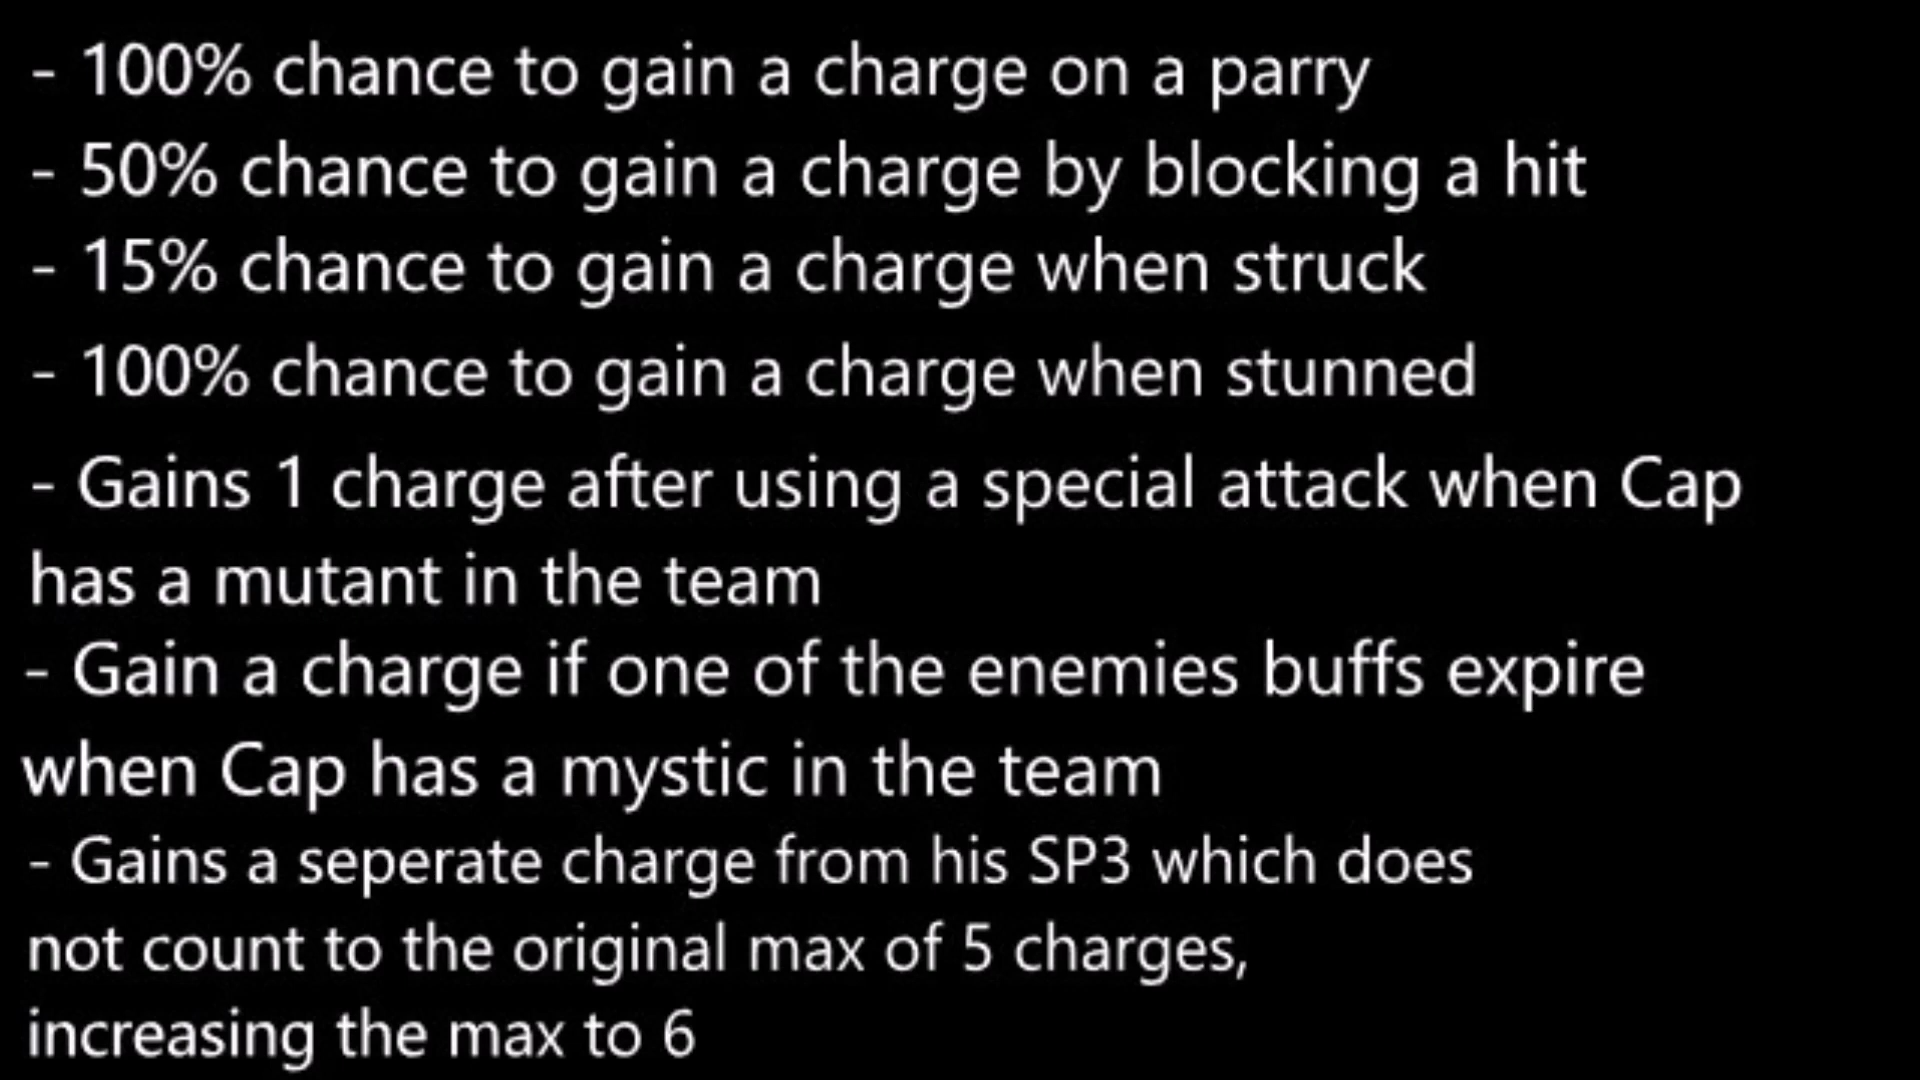 - 100% chance to gain a charge on a parry
- 50% chance to gain a charge by blocking a hit
- 15% chance to gain a charge when struck
- 100% chance to gain a charge when stunned
- Gains 1 charge after using a special attack when Cap
has a mutant in the team
- Gain a charge if one of the enemies buffs expire
when Cap has a mystic in the team
- Gains a seperate charge from his SP3 which does
not count to the original max of 5 charges,
increasing the max to 6